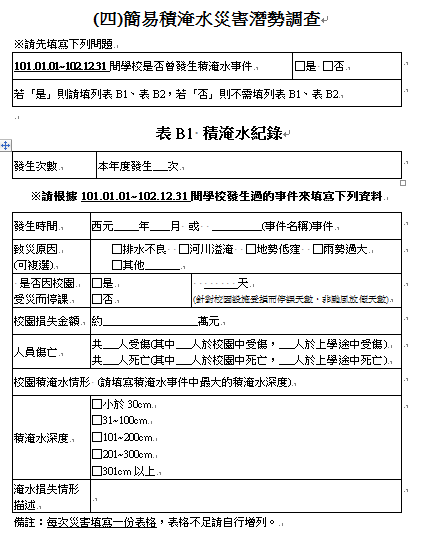 (四)簡易積淹水災害潛勢調查
※請先填寫下列問題
101.01.01~102.12.31間學校是否曾發生積淹水事件 □是 □否
若「是」則請填列表 B1、表 B2，若「否」則不需填列表 B1、表 B2
表 B1 積淹水紀錄
發生次數 本年度發生___次
※請根據 101.01.01~102.12.31 間學校發生過的事件來填寫下列資料
發生時間 西元_____年____月 或 __________(事件名稱)事件
致災原因 □排水不良 □河川溢淹 □地勢低窪 □雨勢過大
(可複選) □其他_______
是否因校園 □是 ________天
受災而停課 □否 (針對校園設施受損而停課天數，非颱風放假天數)
校園損失金額 約___________________萬元
人員傷亡 共___人受傷(其中___人於校園中受傷，___人於上學途中受傷)
共___人死亡(其中___人於校園中死亡，___人於上學途中死亡)
校園積淹水情形 (請填寫積淹水事件中最大的積淹水深度)
積淹水深度 □小於 30cm
□31~100cm
□101~200cm
□201~300cm
□301cm 以上
淹水損失情形
描述
備註：每次災害填寫一份表格，表格不足請自行增列。